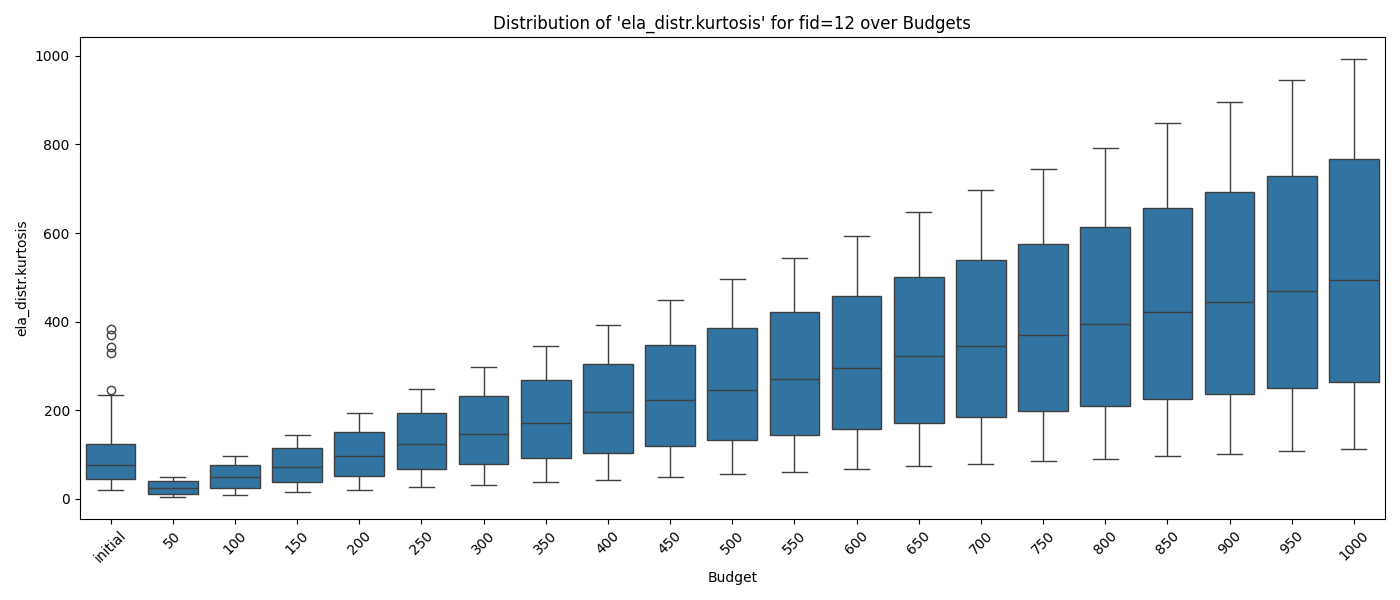 Distribution of 'ela_distr.kurtosis' for fid=12 over Budgets
ela_distr.kurtosis
1000
800
600
400
200
0
initial 50 100 150 200 250 300 350 400 450 500 550 600 650 700 750 800 850 900 950 1000
Budget